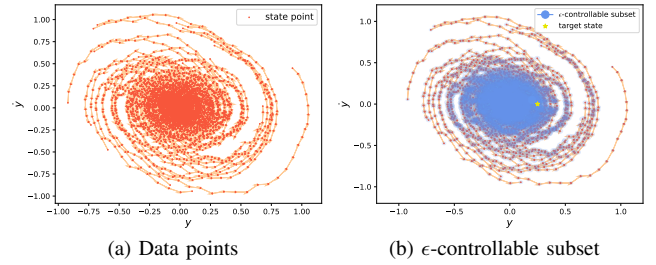 state point
1.00
0.75
0.50
0.25
0.00
−0.25
−0.50
−0.75
−1.00
ẏ
−1.00 −0.75 −0.50 −0.25 0.00 0.25 0.50 0.75 1.00
y
(a) Data points
ϵ-controllable subset
target state
1.0
0.5
0.0
−0.5
−1.0
ẏ
−1.0 −0.5 0.0 0.5 1.0
y
(b) ϵ-controllable subset